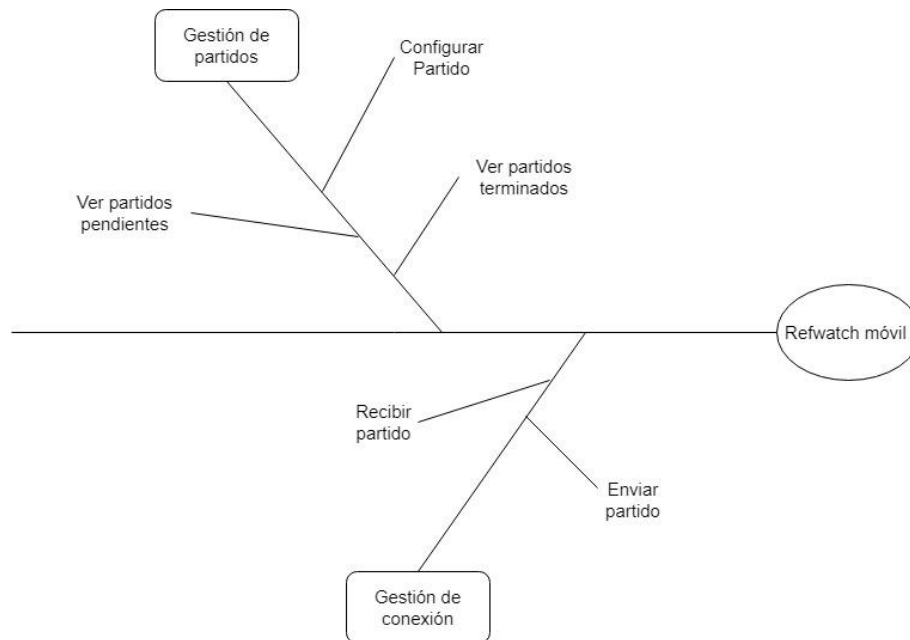 Gestión de
partidos
Configurar
Partido
Ver partidos
terminados
Ver partidos
pendientes
Refwatch móvil
Recibir
partido
Enviar
partido
Gestión de
conexión